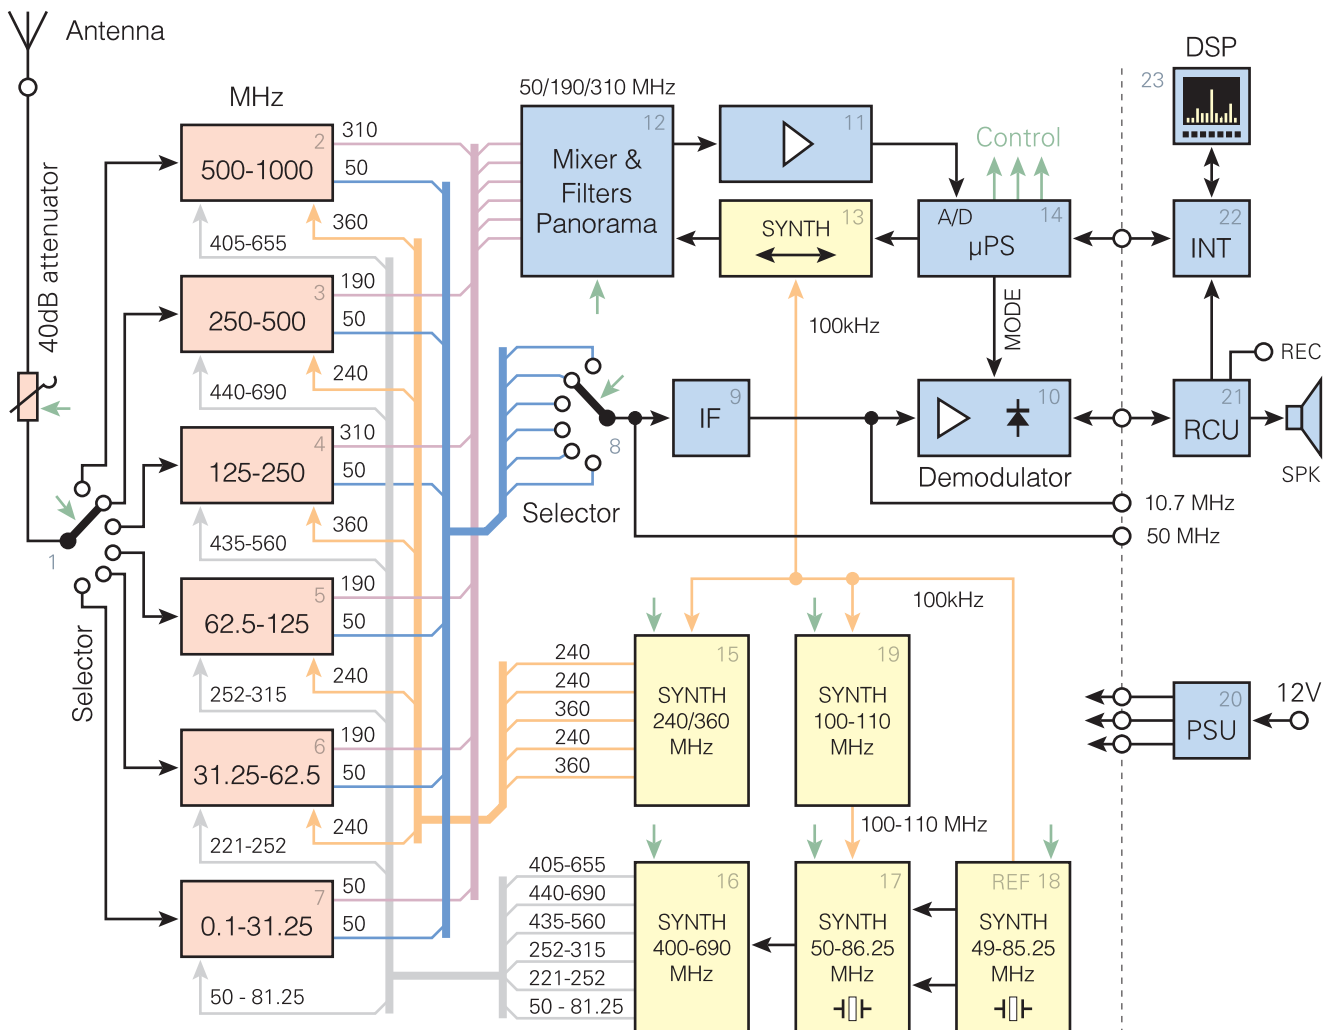 Antenna
40dB attenuator
1
Selector
MHz
2
500-1000
310
50
360
405-655
3
250-500
190
50
240
440-690
4
125-250
310
50
360
435-560
5
62.5-125
190
50
240
252-315
6
31.25-62.5
190
50
240
221-252
7
0.1-31.25
50
50
50 - 81.25
50/190/310 MHz
12
Mixer &
Filters
Panorama
11
13
SYNTH
100kHz
Control
A/D
14
µPS
MODE
8
Selector
9
IF
10
Demodulator
DSP
23
22
INT
REC
21
RCU
SPK
10.7 MHz
50 MHz
100kHz
240
240
360
240
360
15
SYNTH
240/360
MHz
19
SYNTH
100-110
MHz
20
PSU
12V
100-110 MHz
405-655
440-690
435-560
252-315
221-252
50 - 81.25
16
SYNTH
400-690
MHz
17
SYNTH
50-86.25
MHz
REF 18
SYNTH
49-85.25
MHz